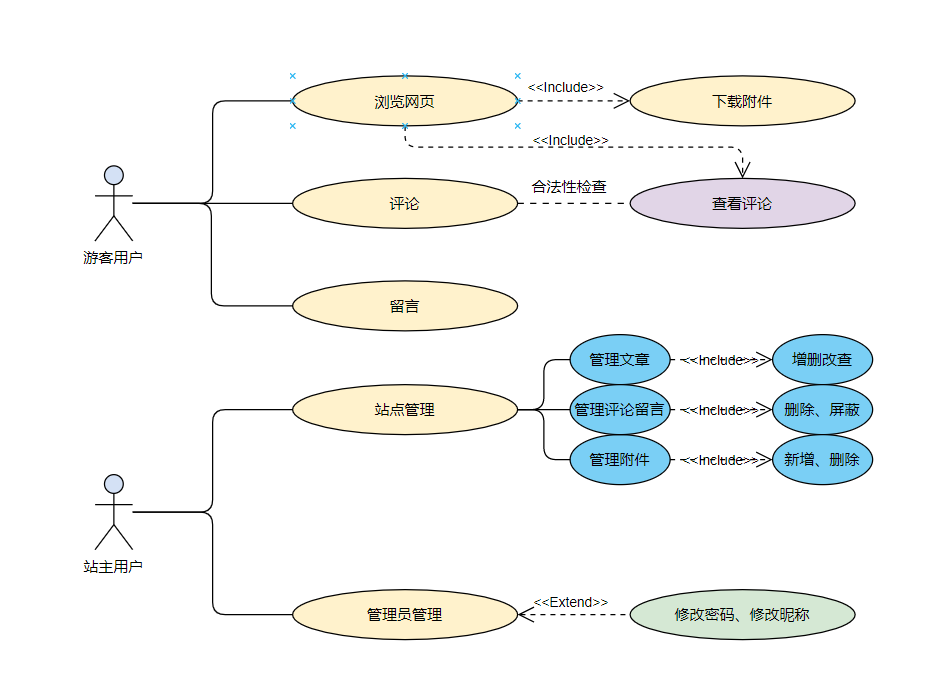 浏览网页
<<Include>>
下载附件
<<Include>>
评论
合法性检查
查看评论
游客用户
留言
管理文章
<<Include>>
增删改查
站点管理
管理评论留言
<<Include>>
删除、屏蔽
管理附件
<<Include>>
新增、删除
站主用户
管理员管理
<<Extend>>
修改密码、修改昵称